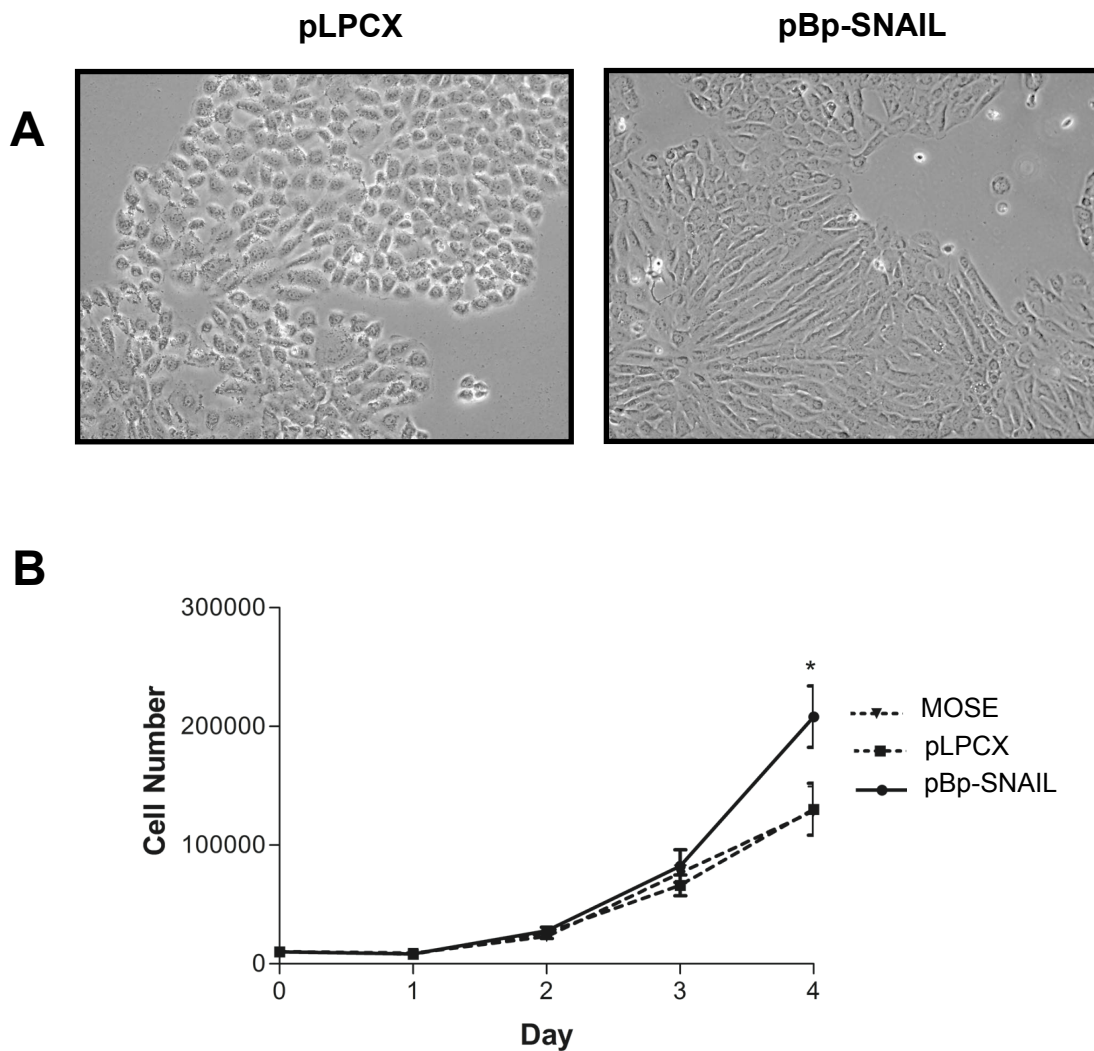 pLPCX
pBp-SNAIL
A
B
300000
200000
100000
0
Cell Number
*
0
1
2
3
4
Day
MOSE
pLPCX
pBp-SNAIL